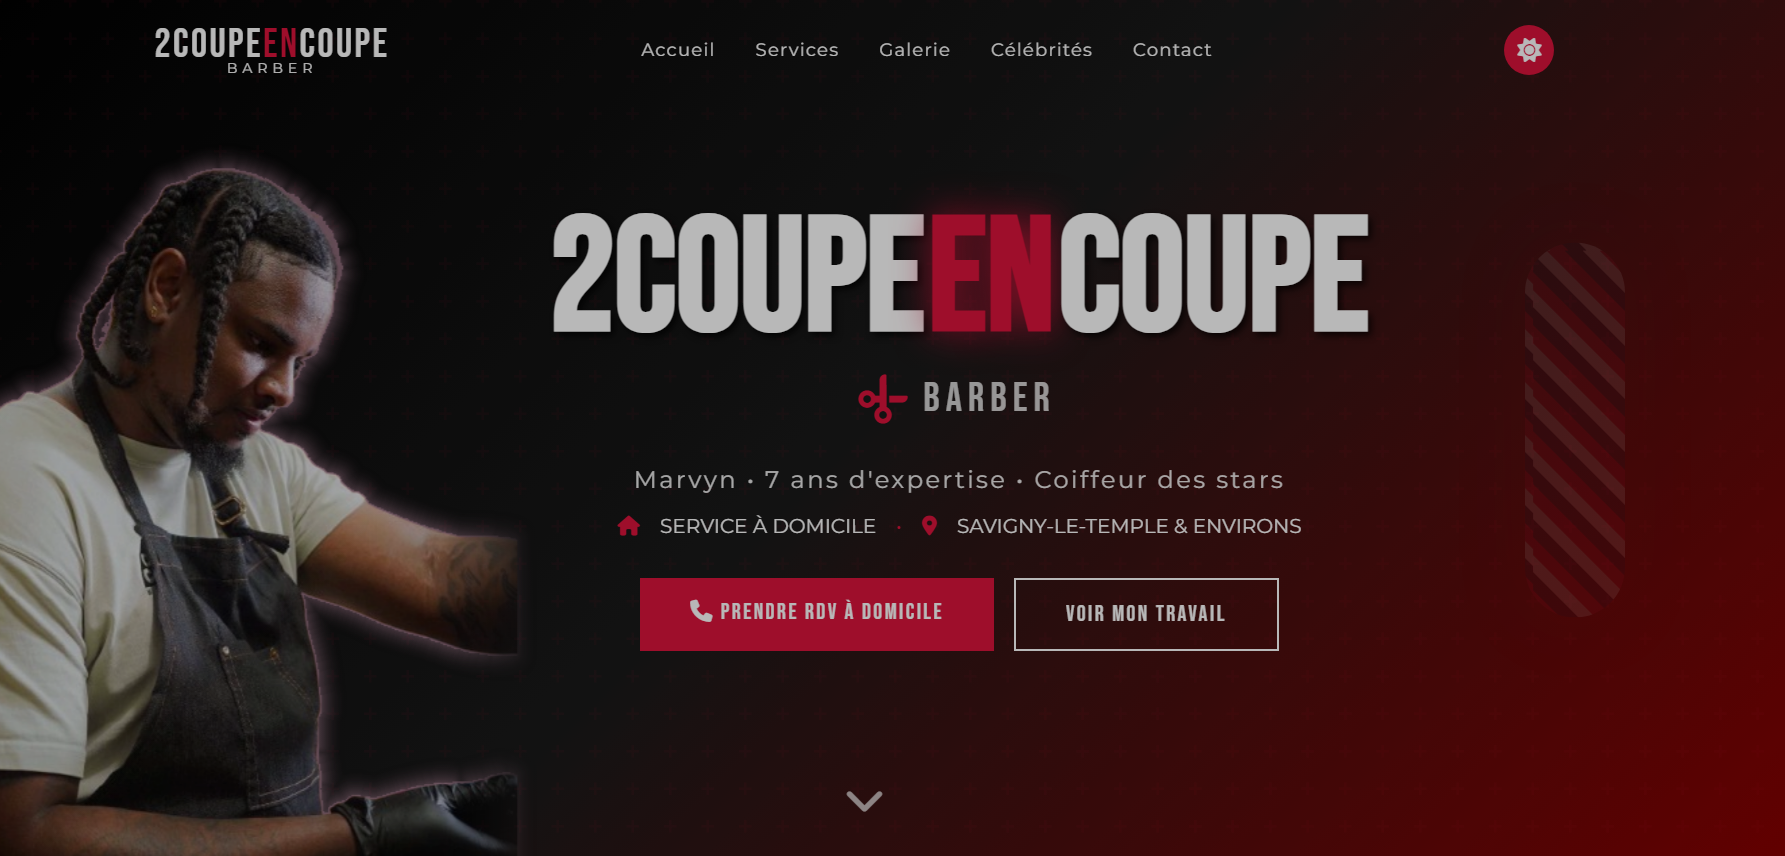 2COUPEENCOUPE
BARBER
Accueil Services Galerie Célébrités Contact
2COUPEENCOUPE
BARBER
Marvyn • 7 ans d'expertise • Coiffeur des stars
SERVICE À DOMICILE • SAVIGNY-LE-TEMPLE & ENVIRONS
PRENDRE RDV À DOMICILE VOIR MON TRAVAIL